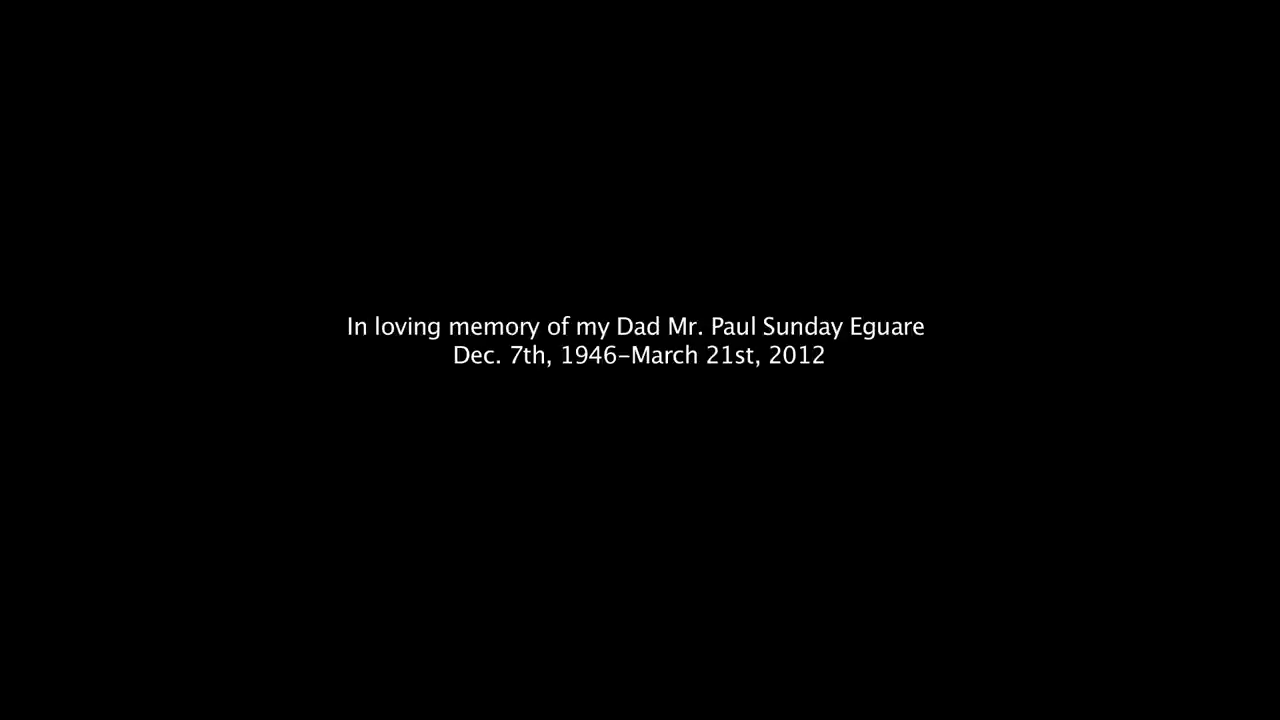 In loving memory of my Dad Mr. Paul Sunday Eguare
Dec. 7th, 1946–March 21st, 2012